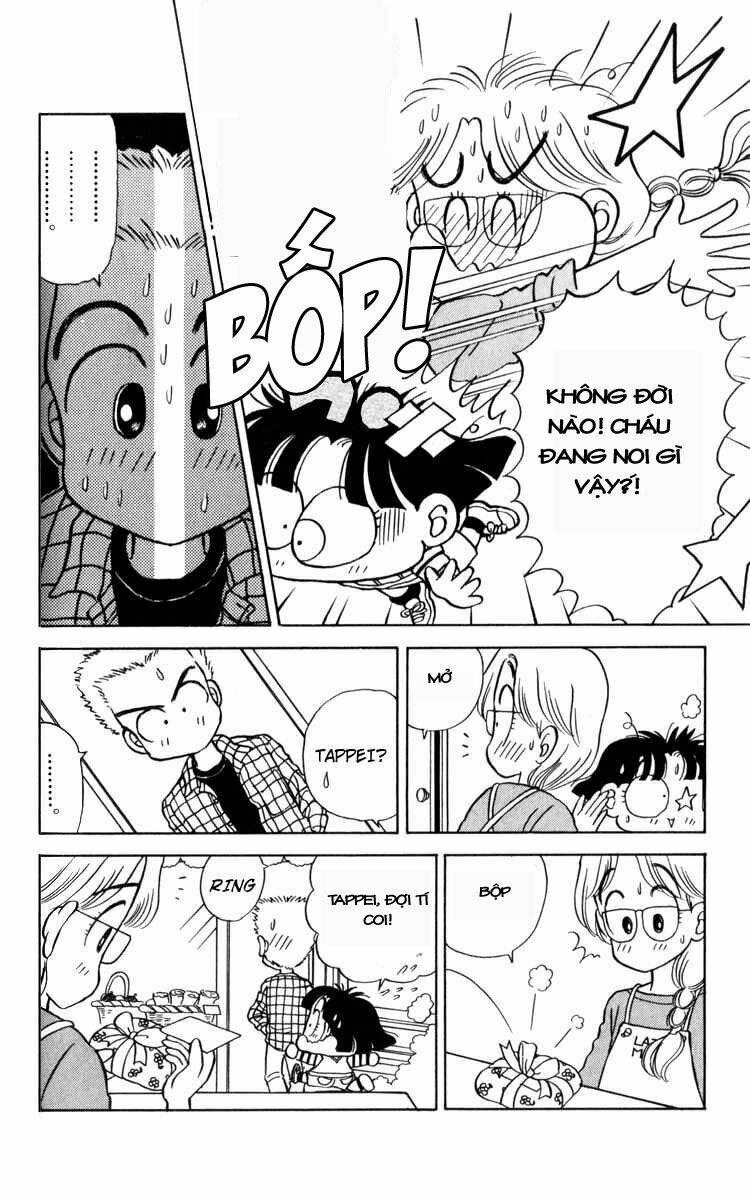 BỐP!
KHÔNG ĐỜI
NÀO! CHÁU
ĐANG NOI GÌ
VẬY?!
...........。
MỞ
TAPPEI?
...........。
BỘP
TAPPEI, ĐỢI TÍ
COI!
RING